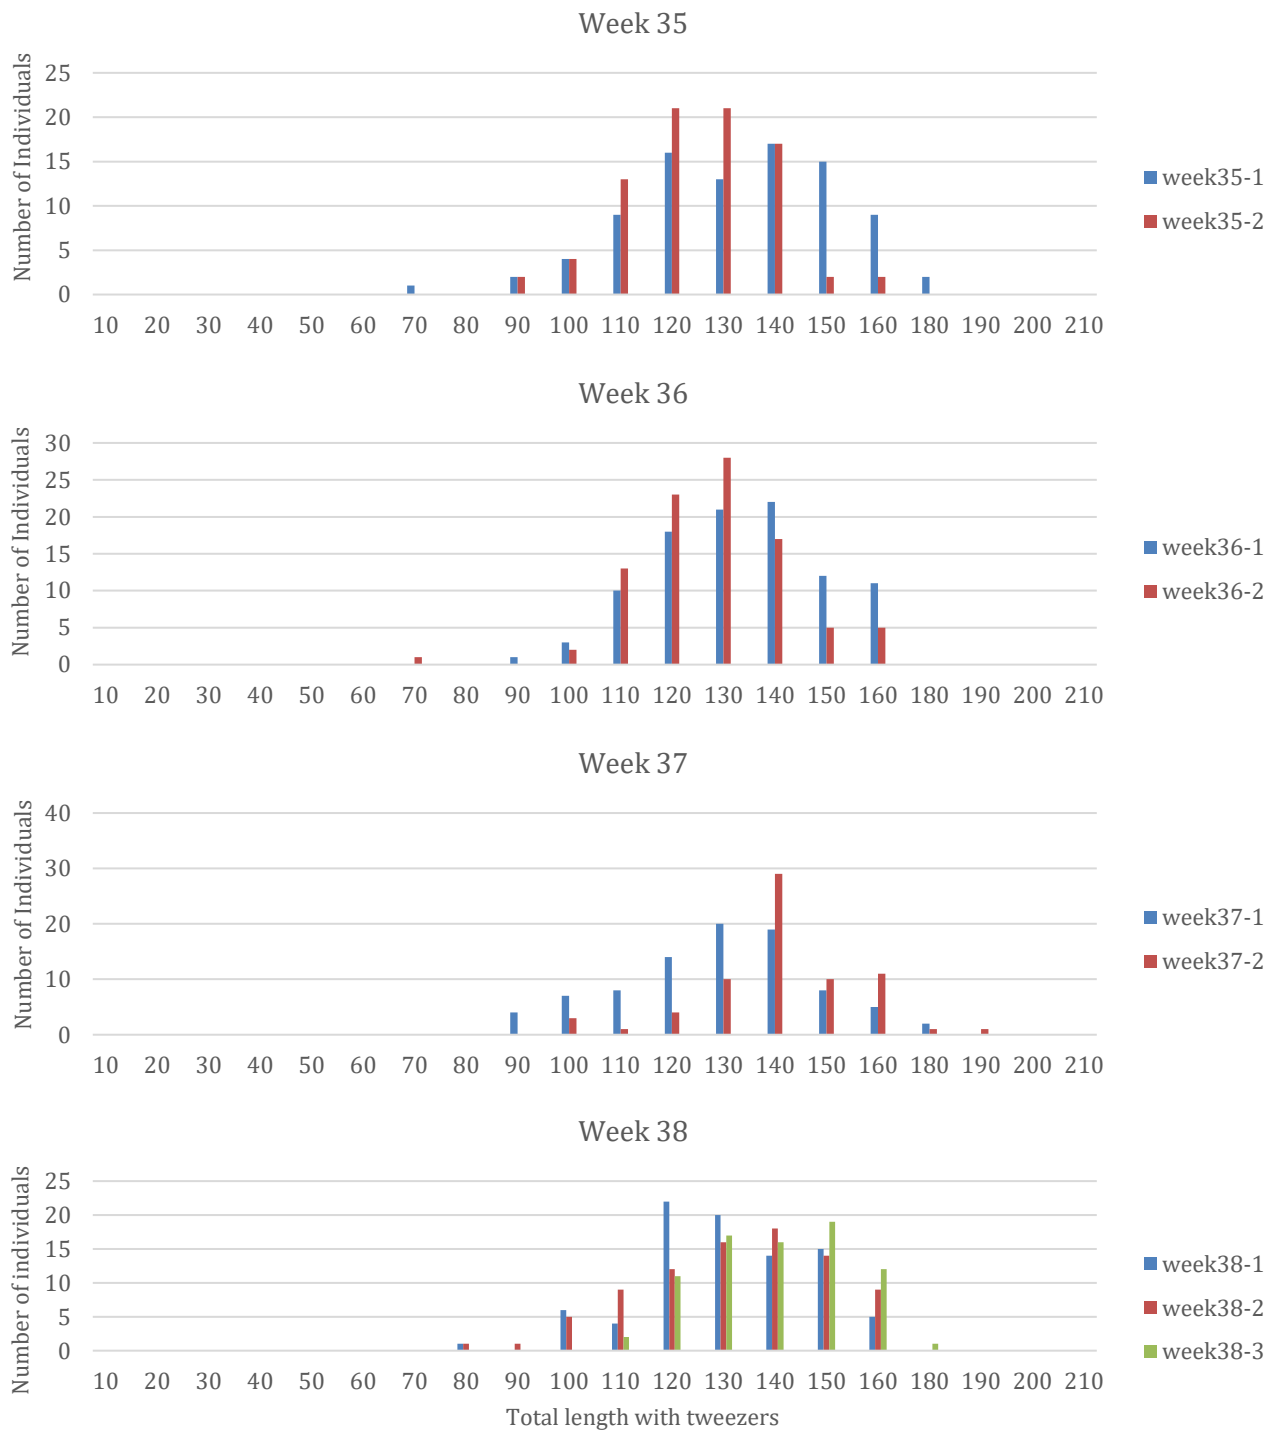 Week 35
Number of Individuals
25
20
15
10
5
0
10 20 30 40 50 60 70 80 90 100 110 120 130 140 150 160 180 190 200 210
week35-1
week35-2
Week 36
Number of Individuals
30
25
20
15
10
5
0
10 20 30 40 50 60 70 80 90 100 110 120 130 140 150 160 180 190 200 210
week36-1
week36-2
Week 37
Number of Individuals
40
30
20
10
0
10 20 30 40 50 60 70 80 90 100 110 120 130 140 150 160 180 190 200 210
week37-1
week37-2
Week 38
Number of individuals
25
20
15
10
5
0
10 20 30 40 50 60 70 80 90 100 110 120 130 140 150 160 180 190 200 210
Total length with tweezers
week38-1
week38-2
week38-3